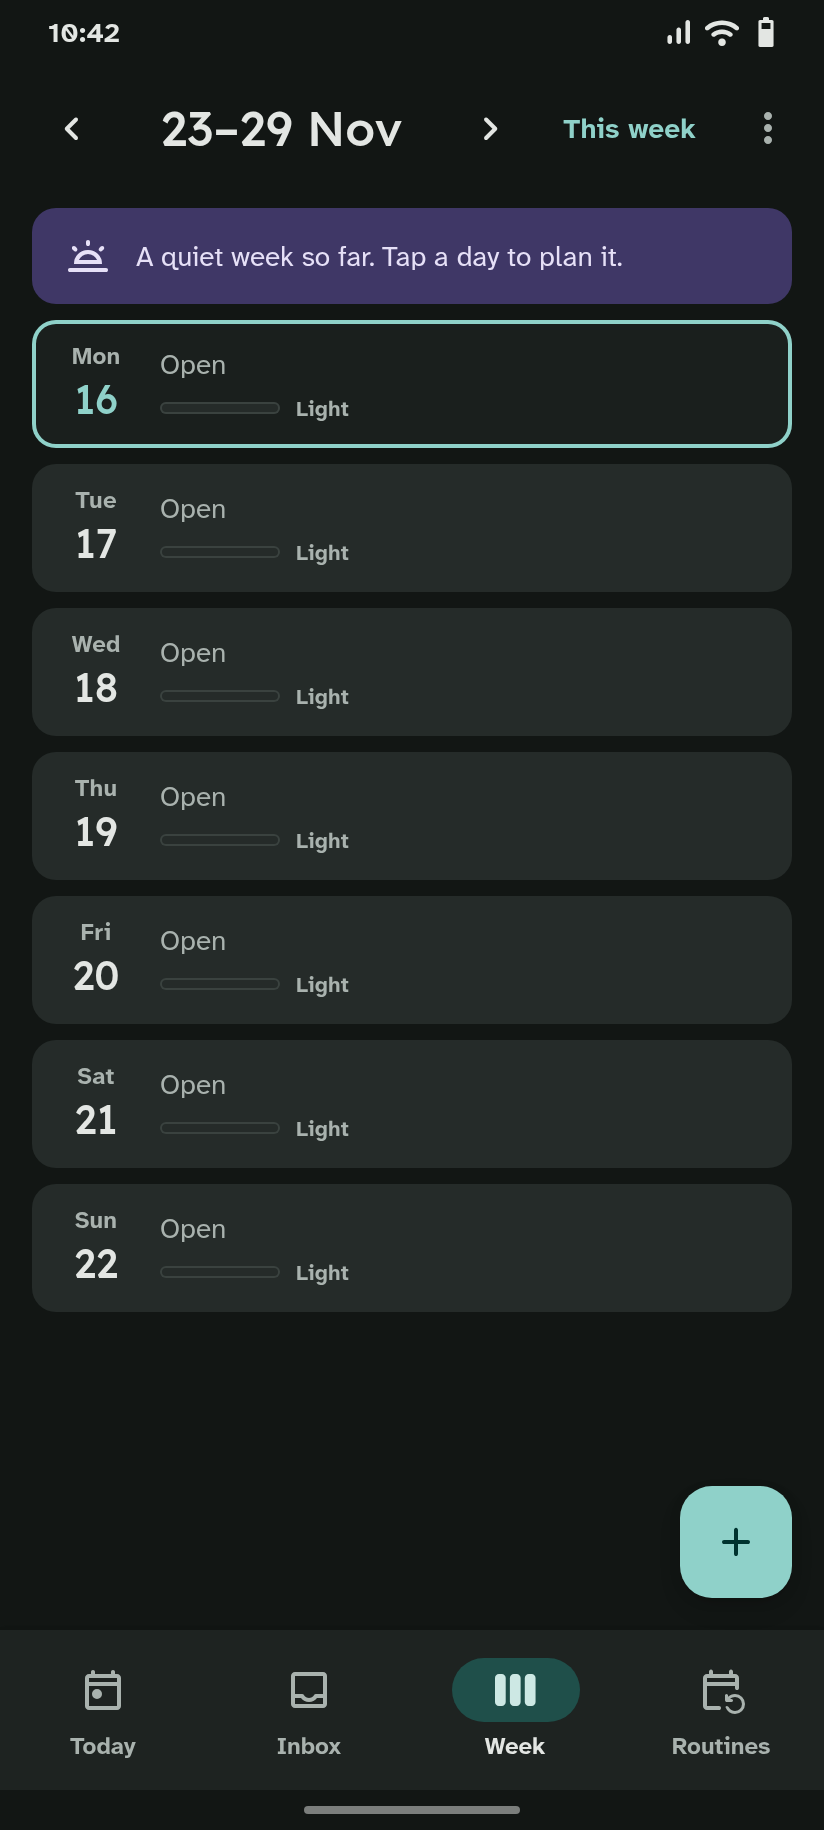 10:42
23–29 Nov
This week
A quiet week so far. Tap a day to plan it.
Mon
16
Open
Light
Tue
17
Open
Light
Wed
18
Open
Light
Thu
19
Open
Light
Fri
20
Open
Light
Sat
21
Open
Light
Sun
22
Open
Light
Today
Inbox
Week
Routines